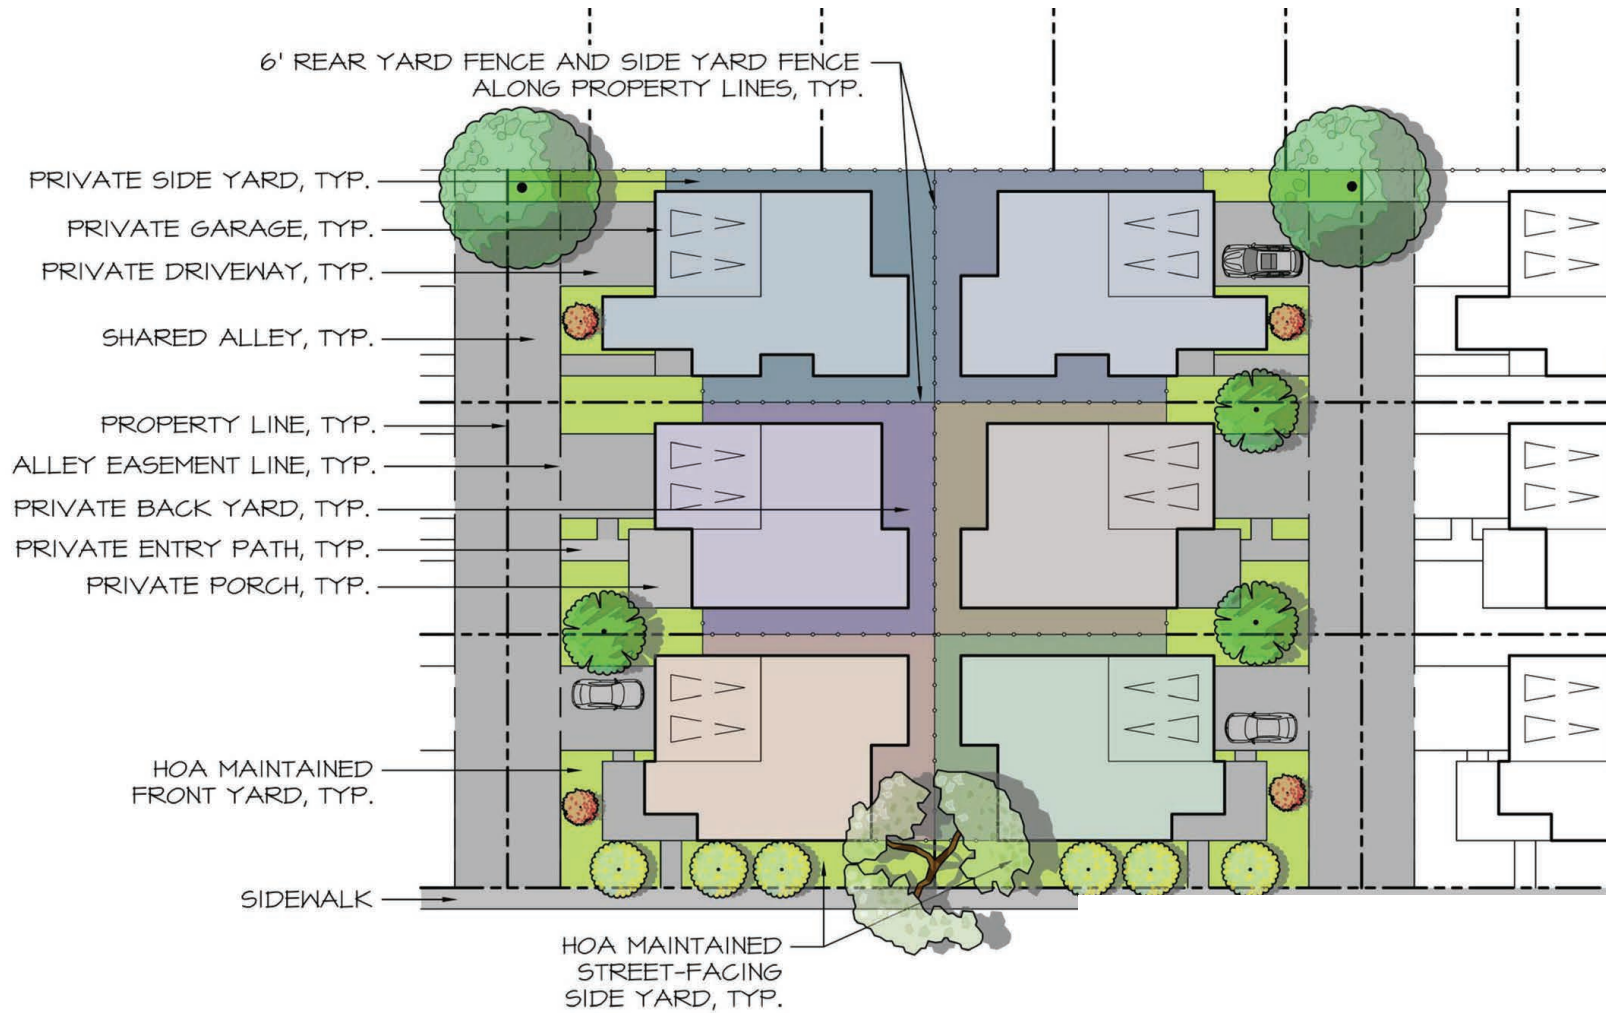 6' REAR YARD FENCE AND SIDE YARD FENCE
ALONG PROPERTY LINES, TYP.
PRIVATE SIDE YARD, TYP.
PRIVATE GARAGE, TYP.
PRIVATE DRIVEWAY, TYP.
SHARED ALLEY, TYP.
PROPERTY LINE, TYP.
ALLEY EASEMENT LINE, TYP.
PRIVATE BACK YARD, TYP.
PRIVATE ENTRY PATH, TYP.
PRIVATE PORCH, TYP.
HOA MAINTAINED
FRONT YARD, TYP.
SIDEWALK
HOA MAINTAINED
STREET-FACING
SIDE YARD, TYP.